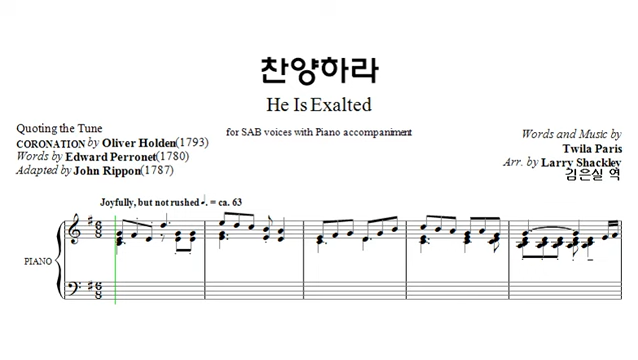 찬양하라
He Is Exalted
for SAB voices with Piano accompaniment
Quoting the Tune
CORONATION by Oliver Holden(1793)
Words by Edward Perronet(1780)
Adapted by John Rippon(1787)
Words and Music by
Twila Paris
Arr. by Larry Shackley
김은실 역
Joyfully, but not rushed ♩. = ca. 63
PIANO